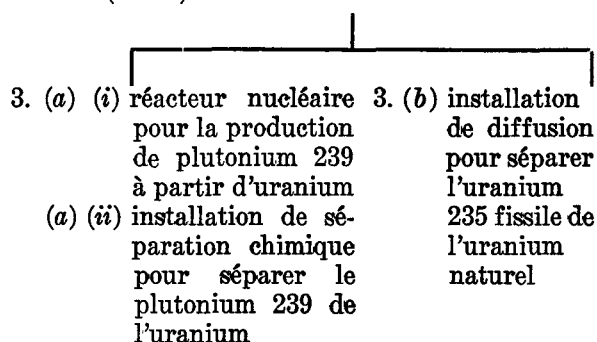 3. (a) (i) réacteur nucléaire
pour la production
de plutonium 239
à partir d'uranium
(a) (ii) installation de sé-
paration chimique
pour séparer le
plutonium 239 de
l'uranium
3. (b) installation
de diffusion
pour séparer
l'uranium
235 fissile de
l'uranium
naturel